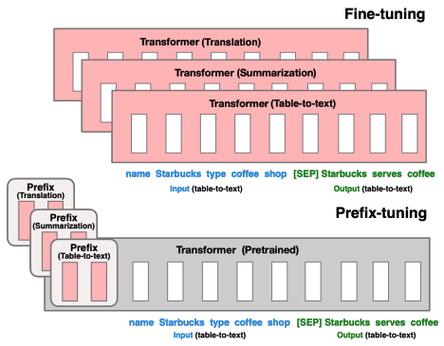 Fine-tuning
Transformer (Translation)
Transformer (Summarization)
Transformer (Table-to-text)
name Starbucks type coffee shop [SEP] Starbucks serves coffee
Input (table-to-text) Output (table-to-text)
Prefix-tuning
Prefix
(Translation)
Prefix
(Summarization)
Prefix
(Table-to-text)
Transformer (Pretrained)
name Starbucks type coffee shop [SEP] Starbucks serves coffee
Input (table-to-text) Output (table-to-text)